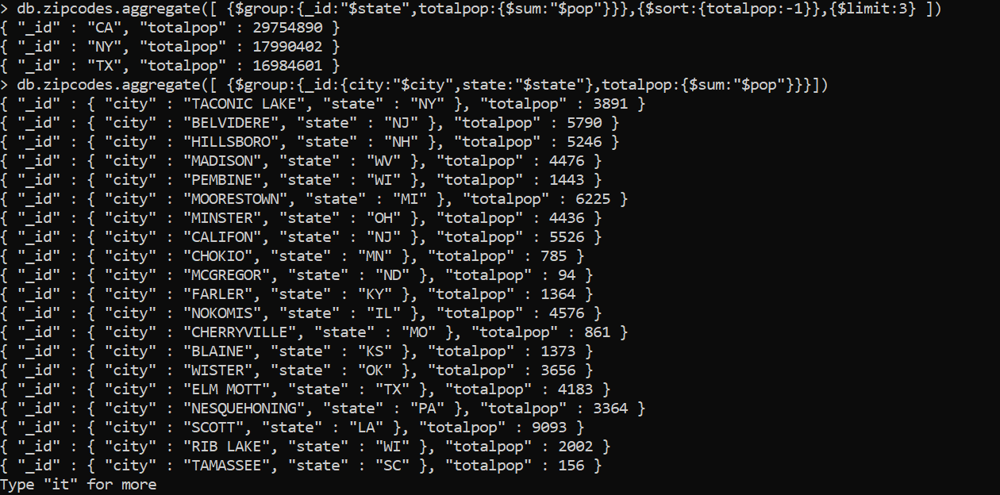 > db.zipcodes.aggregate([ {$group:{_id:"$state",totalpop:{$sum:"$pop"}}},{$sort:{totalpop:-1}},{$limit:3} ])
{ "_id" : "CA", "totalpop" : 29754890 }
{ "_id" : "NY", "totalpop" : 17990402 }
{ "_id" : "TX", "totalpop" : 16984601 }
> db.zipcodes.aggregate([ {$group:{_id:{city:"$city",state:"$state"},totalpop:{$sum:"$pop"}}}])
{ "_id" : { "city" : "TACONIC LAKE", "state" : "NY" }, "totalpop" : 3891 }
{ "_id" : { "city" : "BELVIDERE", "state" : "NJ" }, "totalpop" : 5790 }
{ "_id" : { "city" : "HILLSBORO", "state" : "NH" }, "totalpop" : 5246 }
{ "_id" : { "city" : "MADISON", "state" : "WV" }, "totalpop" : 4476 }
{ "_id" : { "city" : "PEMBINE", "state" : "WI" }, "totalpop" : 1443 }
{ "_id" : { "city" : "MOORESTOWN", "state" : "MI" }, "totalpop" : 6225 }
{ "_id" : { "city" : "MINSTER", "state" : "OH" }, "totalpop" : 4436 }
{ "_id" : { "city" : "CALIFON", "state" : "NJ" }, "totalpop" : 5526 }
{ "_id" : { "city" : "CHOKIO", "state" : "MN" }, "totalpop" : 785 }
{ "_id" : { "city" : "MCGREGOR", "state" : "ND" }, "totalpop" : 94 }
{ "_id" : { "city" : "FARLER", "state" : "KY" }, "totalpop" : 1364 }
{ "_id" : { "city" : "NOKOMIS", "state" : "IL" }, "totalpop" : 4576 }
{ "_id" : { "city" : "CHERRYVILLE", "state" : "MO" }, "totalpop" : 861 }
{ "_id" : { "city" : "BLAINE", "state" : "KS" }, "totalpop" : 1373 }
{ "_id" : { "city" : "WISTER", "state" : "OK" }, "totalpop" : 3656 }
{ "_id" : { "city" : "ELM MOTT", "state" : "TX" }, "totalpop" : 4183 }
{ "_id" : { "city" : "NESQUEHONING", "state" : "PA" }, "totalpop" : 3364 }
{ "_id" : { "city" : "SCOTT", "state" : "LA" }, "totalpop" : 9093 }
{ "_id" : { "city" : "RIB LAKE", "state" : "WI" }, "totalpop" : 2002 }
{ "_id" : { "city" : "TAMASSEE", "state" : "SC" }, "totalpop" : 156 }
Type "it" for more